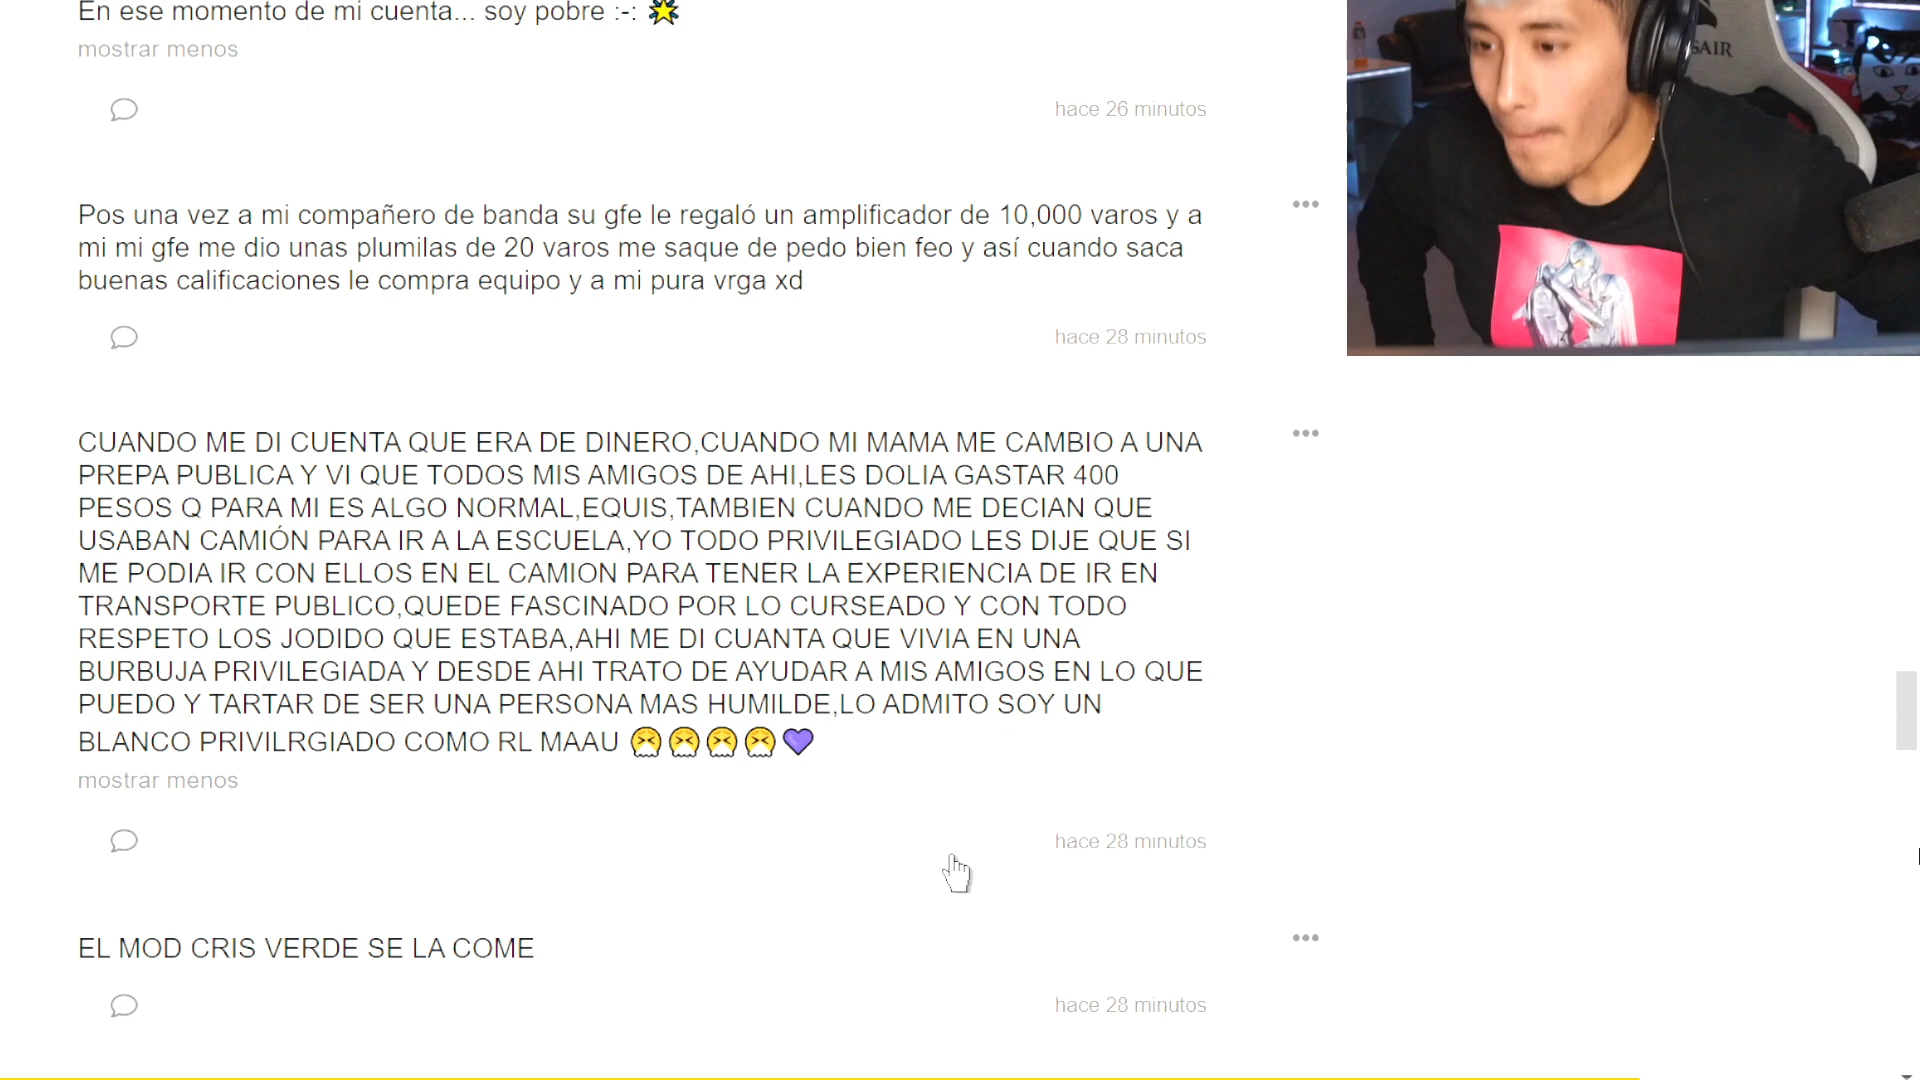 En ese momento de mi cuenta... soy pobre :-: 🌟
mostrar menos
hace 26 minutos
Pos una vez a mi compañero de banda su gfe le regaló un amplificador de 10,000 varos y a
mi mi gfe me dio unas plumilas de 20 varos me saque de pedo bien feo y así cuando saca
buenas calificaciones le compra equipo y a mi pura vrga xd
hace 28 minutos
CUANDO ME DI CUENTA QUE ERA DE DINERO,CUANDO MI MAMA ME CAMBIO A UNA
PREPA PUBLICA Y VI QUE TODOS MIS AMIGOS DE AHI,LES DOLIA GASTAR 400
PESOS Q PARA MI ES ALGO NORMAL,EQUIS,TAMBIEN CUANDO ME DECIAN QUE
USABAN CAMIÓN PARA IR A LA ESCUELA,YO TODO PRIVILEGIADO LES DIJE QUE SI
ME PODIA IR CON ELLOS EN EL CAMION PARA TENER LA EXPERIENCIA DE IR EN
TRANSPORTE PUBLICO,QUEDE FASCINADO POR LO CURSEADO Y CON TODO
RESPETO LOS JODIDO QUE ESTABA,AHI ME DI CUANTA QUE VIVIA EN UNA
BURBUJA PRIVILEGIADA Y DESDE AHI TRATO DE AYUDAR A MIS AMIGOS EN LO QUE
PUEDO Y TARTAR DE SER UNA PERSONA MAS HUMILDE,LO ADMITO SOY UN
BLANCO PRIVILRGIADO COMO RL MAAU 😤😤😤😤💜
mostrar menos
hace 28 minutos
EL MOD CRIS VERDE SE LA COME
hace 28 minutos